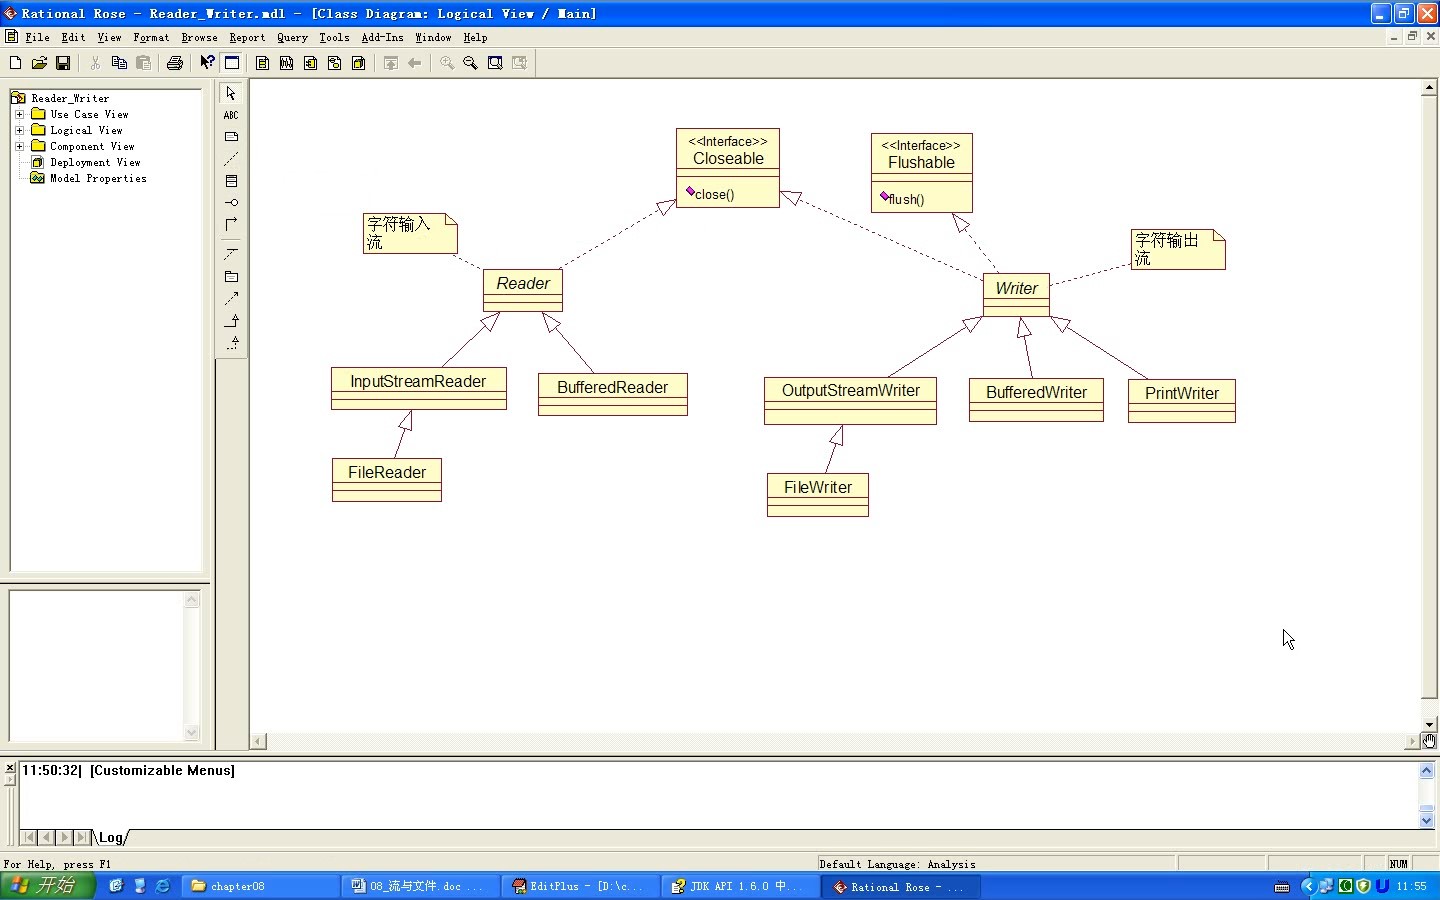 Rational Rose - Reader_Writer.mdl - [Class Diagram: Logical View / Main]
File Edit View Format Browse Report Query Tools Add-Ins Window Help
ABC
Reader_Writer
Use Case View
Logical View
Component View
Deployment View
Model Properties
<<Interface>>
Closeable
close()
<<Interface>>
Flushable
flush()
字符输入
流
字符输出
流
Reader
Writer
InputStreamReader
BufferedReader
OutputStreamWriter
BufferedWriter
PrintWriter
FileReader
FileWriter
11:50:32| [Customizable Menus]
Log
For Help, press F1
Default Language: Analysis
NUM
开始
chapter08
08_流与文件.doc ...
EditPlus - [D:\c...
JDK API 1.6.0 中...
Rational Rose - ...
11:55